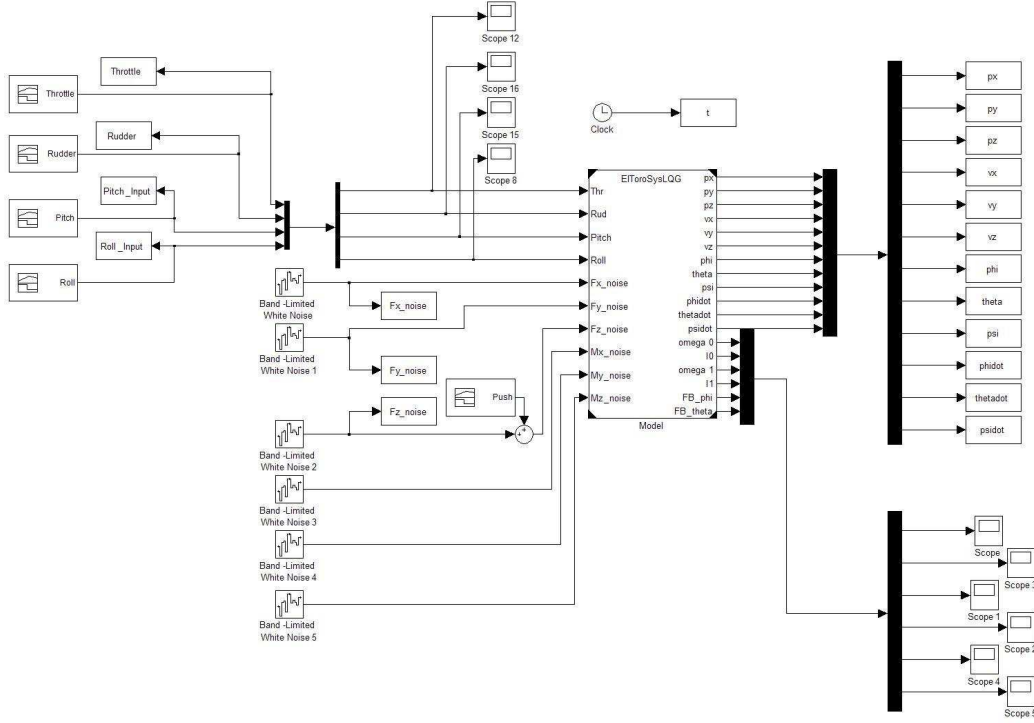 Throttle
Throttle
Rudder
Rudder
Pitch_Input
Pitch
Roll _Input
Roll
Scope 12
Scope 16
Scope 15
Scope 8
Clock
t
Band -Limited
White Noise
Fx_noise
Band -Limited
White Noise 1
Fy_noise
Fz_noise
Push
Band -Limited
White Noise 2
Band -Limited
White Noise 3
Band -Limited
White Noise 4
Band -Limited
White Noise 5
ElToroSysLQG
Thr
Rud
Pitch
Roll
Fx_noise
Fy_noise
Fz_noise
Mx_noise
My_noise
Mz_noise
px
py
pz
vx
vy
vz
phi
theta
psi
phidot
thetadot
psidot
omega 0
I0
omega 1
I1
FB_phi
FB_theta
Model
px
py
pz
vx
vy
vz
phi
theta
psi
phidot
thetadot
psidot
Scope
Scope 3
Scope 1
Scope 2
Scope 4
Scope 5